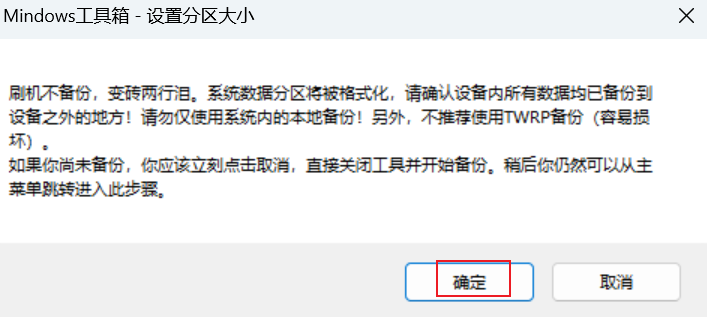 Mindows工具箱 - 设置分区大小
刷机不备份，变砖两行泪。系统数据分区将被格式化，请确认设备内所有数据均已备份到
设备之外的地方！请勿仅使用系统内的本地备份！另外，不推荐使用TWRP备份（容易损
坏）。
如果你尚未备份，你应该立刻点击取消，直接关闭工具并开始备份。稍后你仍然可以从主
菜单跳转进入此步骤。
确定
取消